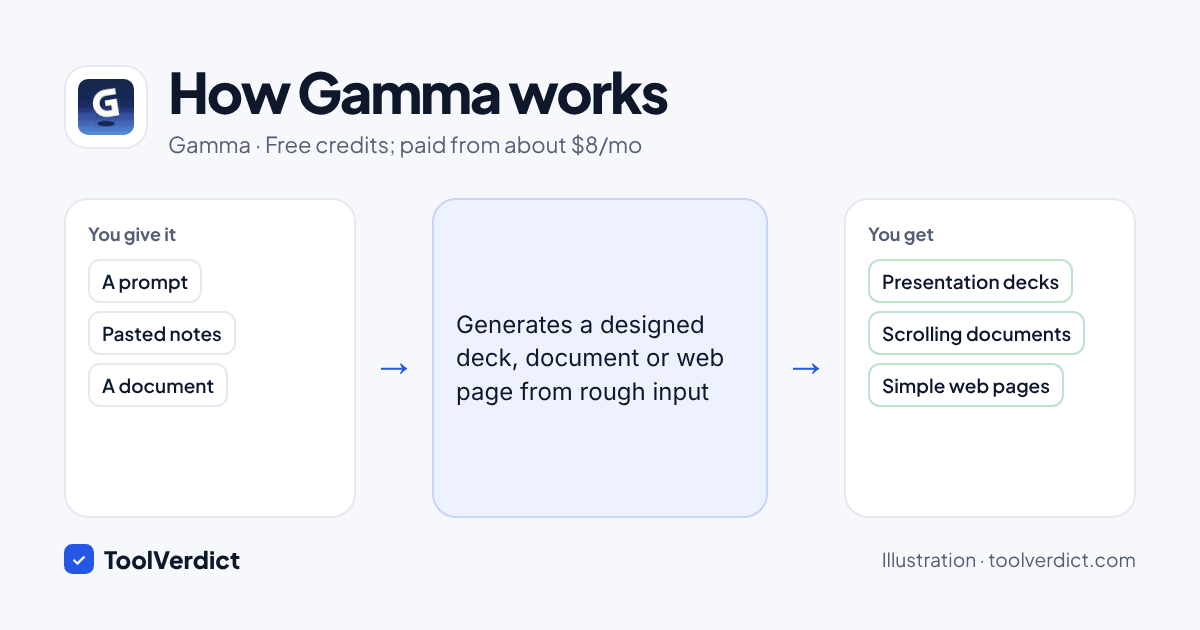 G
How Gamma works
Gamma · Free credits; paid from about $8/mo
You give it
A prompt
Pasted notes
A document
→
Generates a designed
deck, document or web
page from rough input
→
You get
Presentation decks
Scrolling documents
Simple web pages
ToolVerdict
Illustration · toolverdict.com